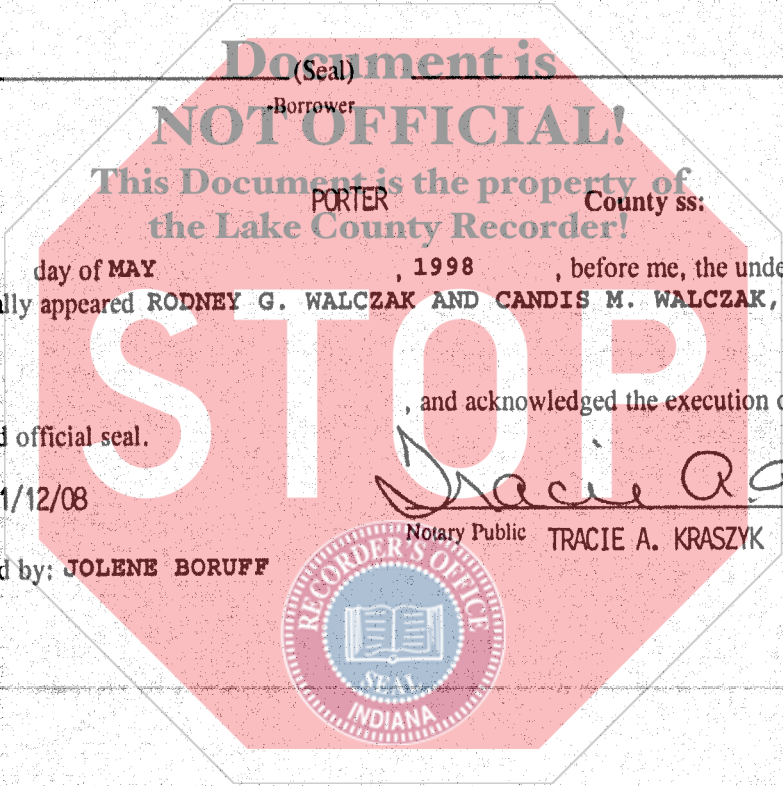 Document is
(Seal)
-Borrower
NOT OFFICIAL!
This Document is the property of
PORTER County ss:
the Lake County Recorder!
day of MAY , 1998 , before me, the unde
lly appeared RODNEY G. WALCZAK AND CANDIS M. WALCZAK,
STOP
, and acknowledged the execution o
d official seal.
1/12/08
Tracie A.
Notary Public TRACIE A. KRASZYK
d by: JOLENE BORUFF
RECORDER'S OFFICE
SEAL
INDIANA